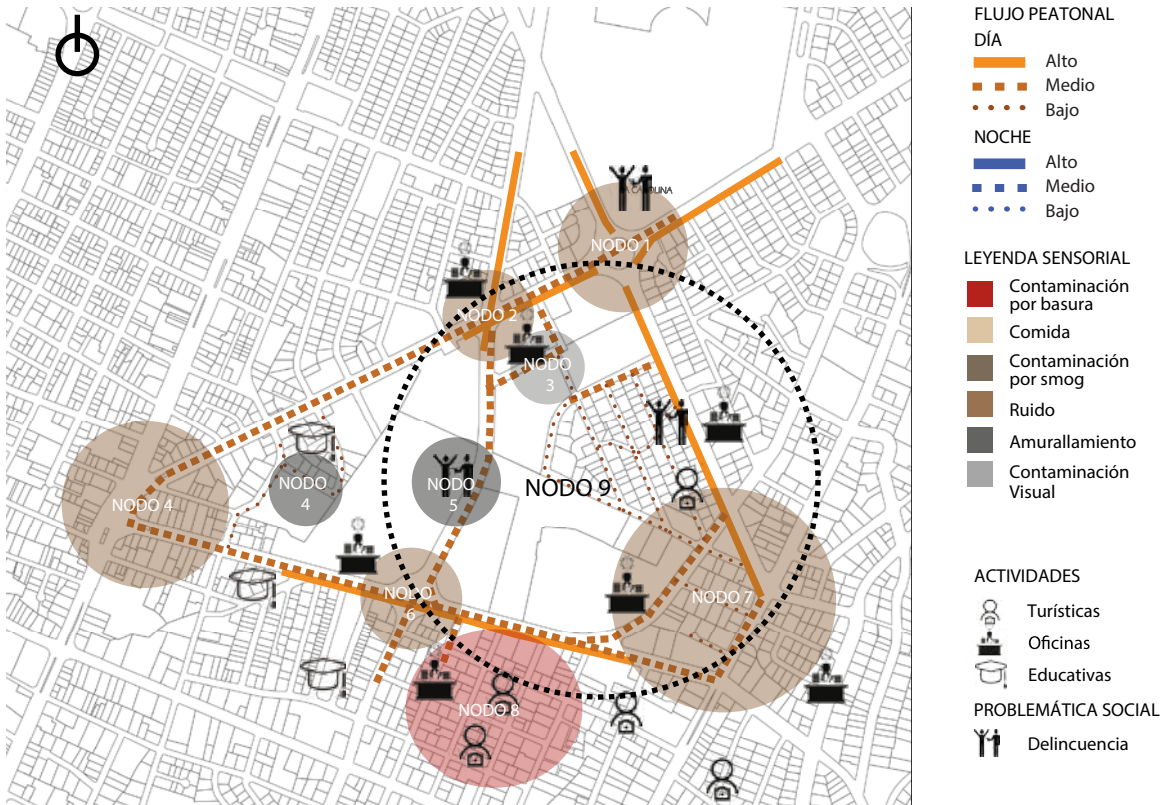 LA CAROLINA
NODO 1
NODO 2
NODO
3
NODO 4
NODO
4
NODO
5
NODO 9
NODO
6
NODO 7
NODO 8
FLUJO PEATONAL
DÍA
Alto
Medio
Bajo
NOCHE
Alto
Medio
Bajo
LEYENDA SENSORIAL
Contaminación
por basura
Comida
Contaminación
por smog
Ruido
Amurallamiento
Contaminación
Visual
ACTIVIDADES
Turísticas
Oficinas
Educativas
PROBLEMÁTICA SOCIAL
Delincuencia